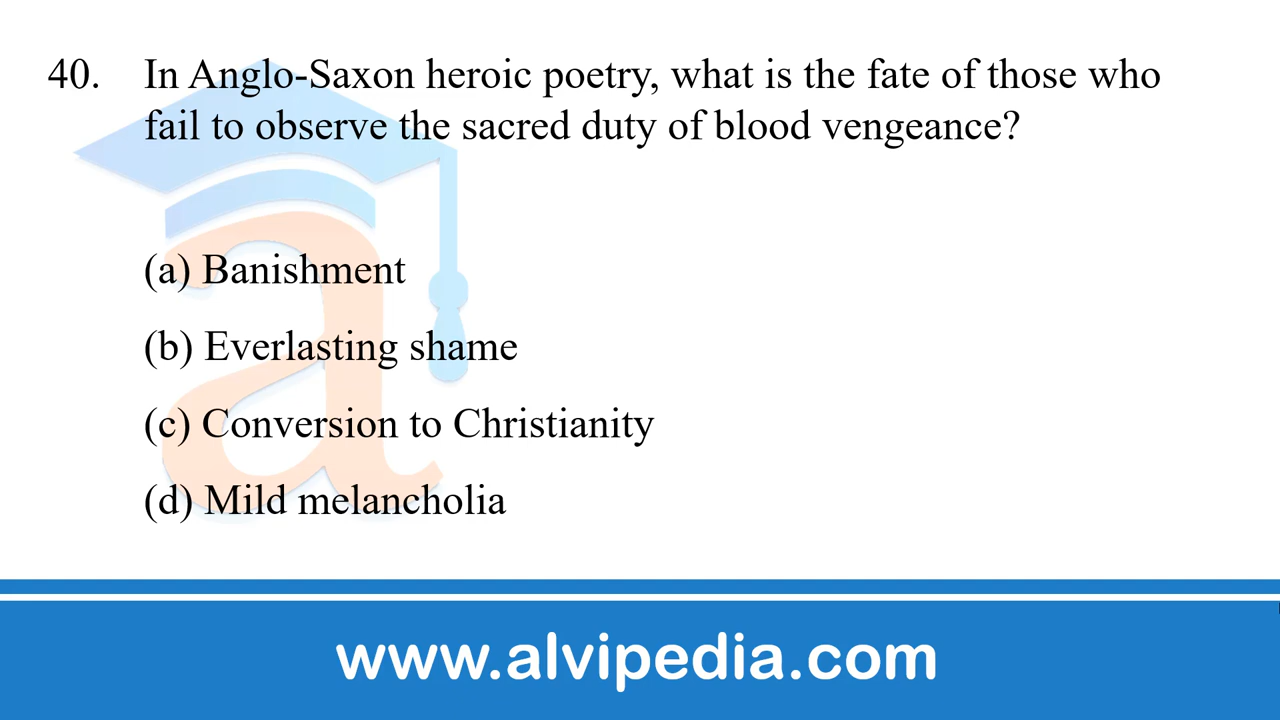 40. In Anglo-Saxon heroic poetry, what is the fate of those who
fail to observe the sacred duty of blood vengeance?
(a) Banishment
(b) Everlasting shame
(c) Conversion to Christianity
(d) Mild melancholia
www.alvipedia.com